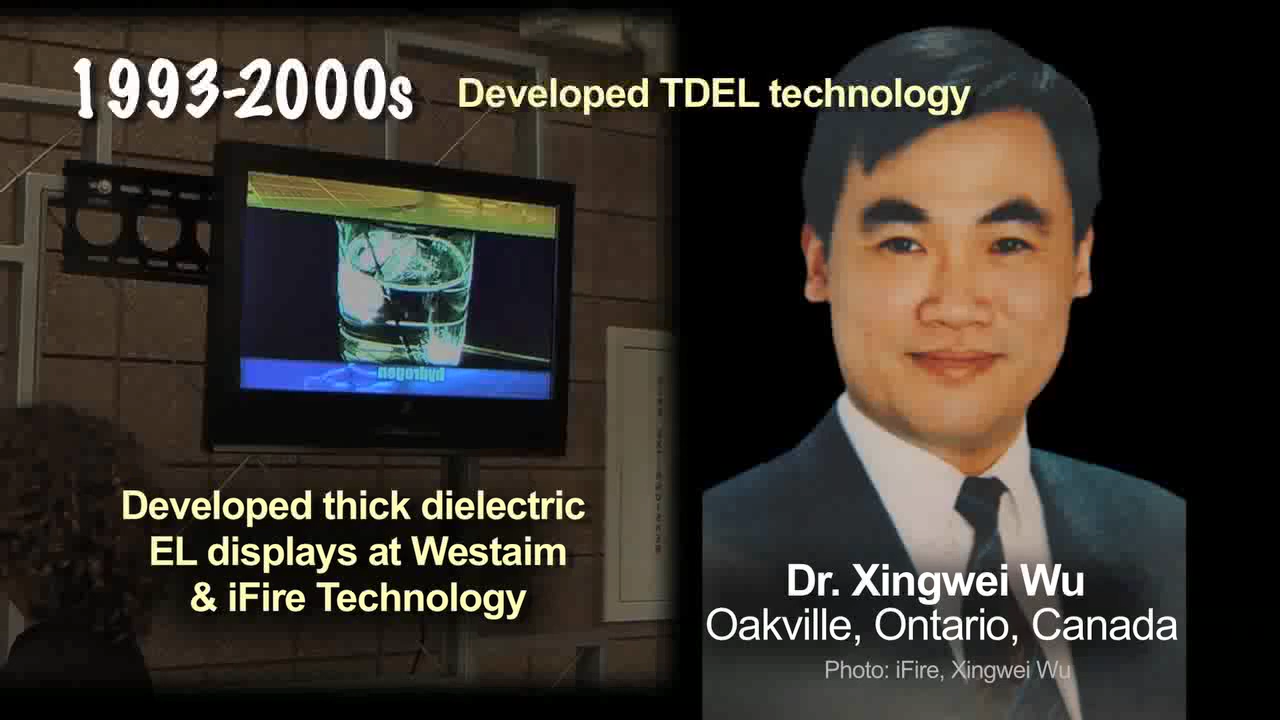 1993-2000s
Developed TDEL technology
hydrogen
Developed thick dielectric
EL displays at Westaim
& iFire Technology
Dr. Xingwei Wu
Oakville, Ontario, Canada
Photo: iFire, Xingwei Wu